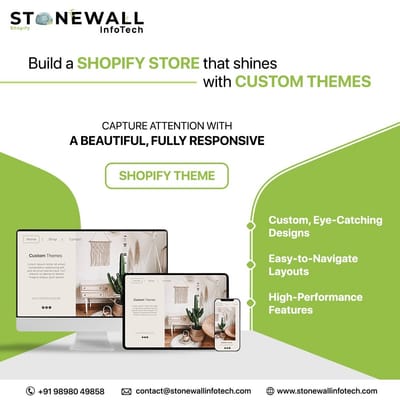 STONEWALL
Shopify
InfoTech
Build a SHOPIFY STORE that shines
with CUSTOM THEMES
CAPTURE ATTENTION WITH
A BEAUTIFUL, FULLY RESPONSIVE
SHOPIFY THEME
Custom, Eye-Catching
Designs
Easy-to-Navigate
Layouts
High-Performance
Features
Home
Shop
Contact
Custom Themes
Custom Themes
+91 98980 49858
contact@stonewallinfotech.com
www.stonewallinfotech.com